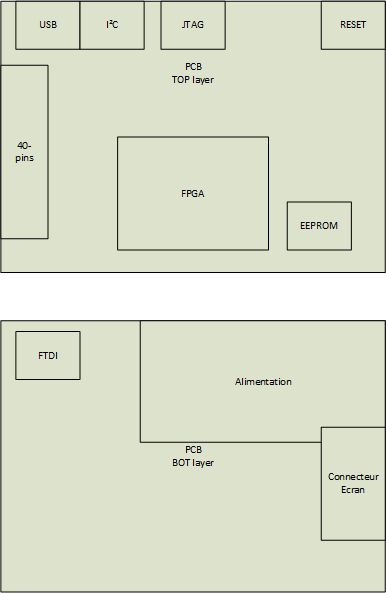 USB
I²C
JTAG
RESET
PCB
TOP layer
40-
pins
FPGA
EEPROM
FTDI
Alimentation
PCB
BOT layer
Connecteur
Ecran